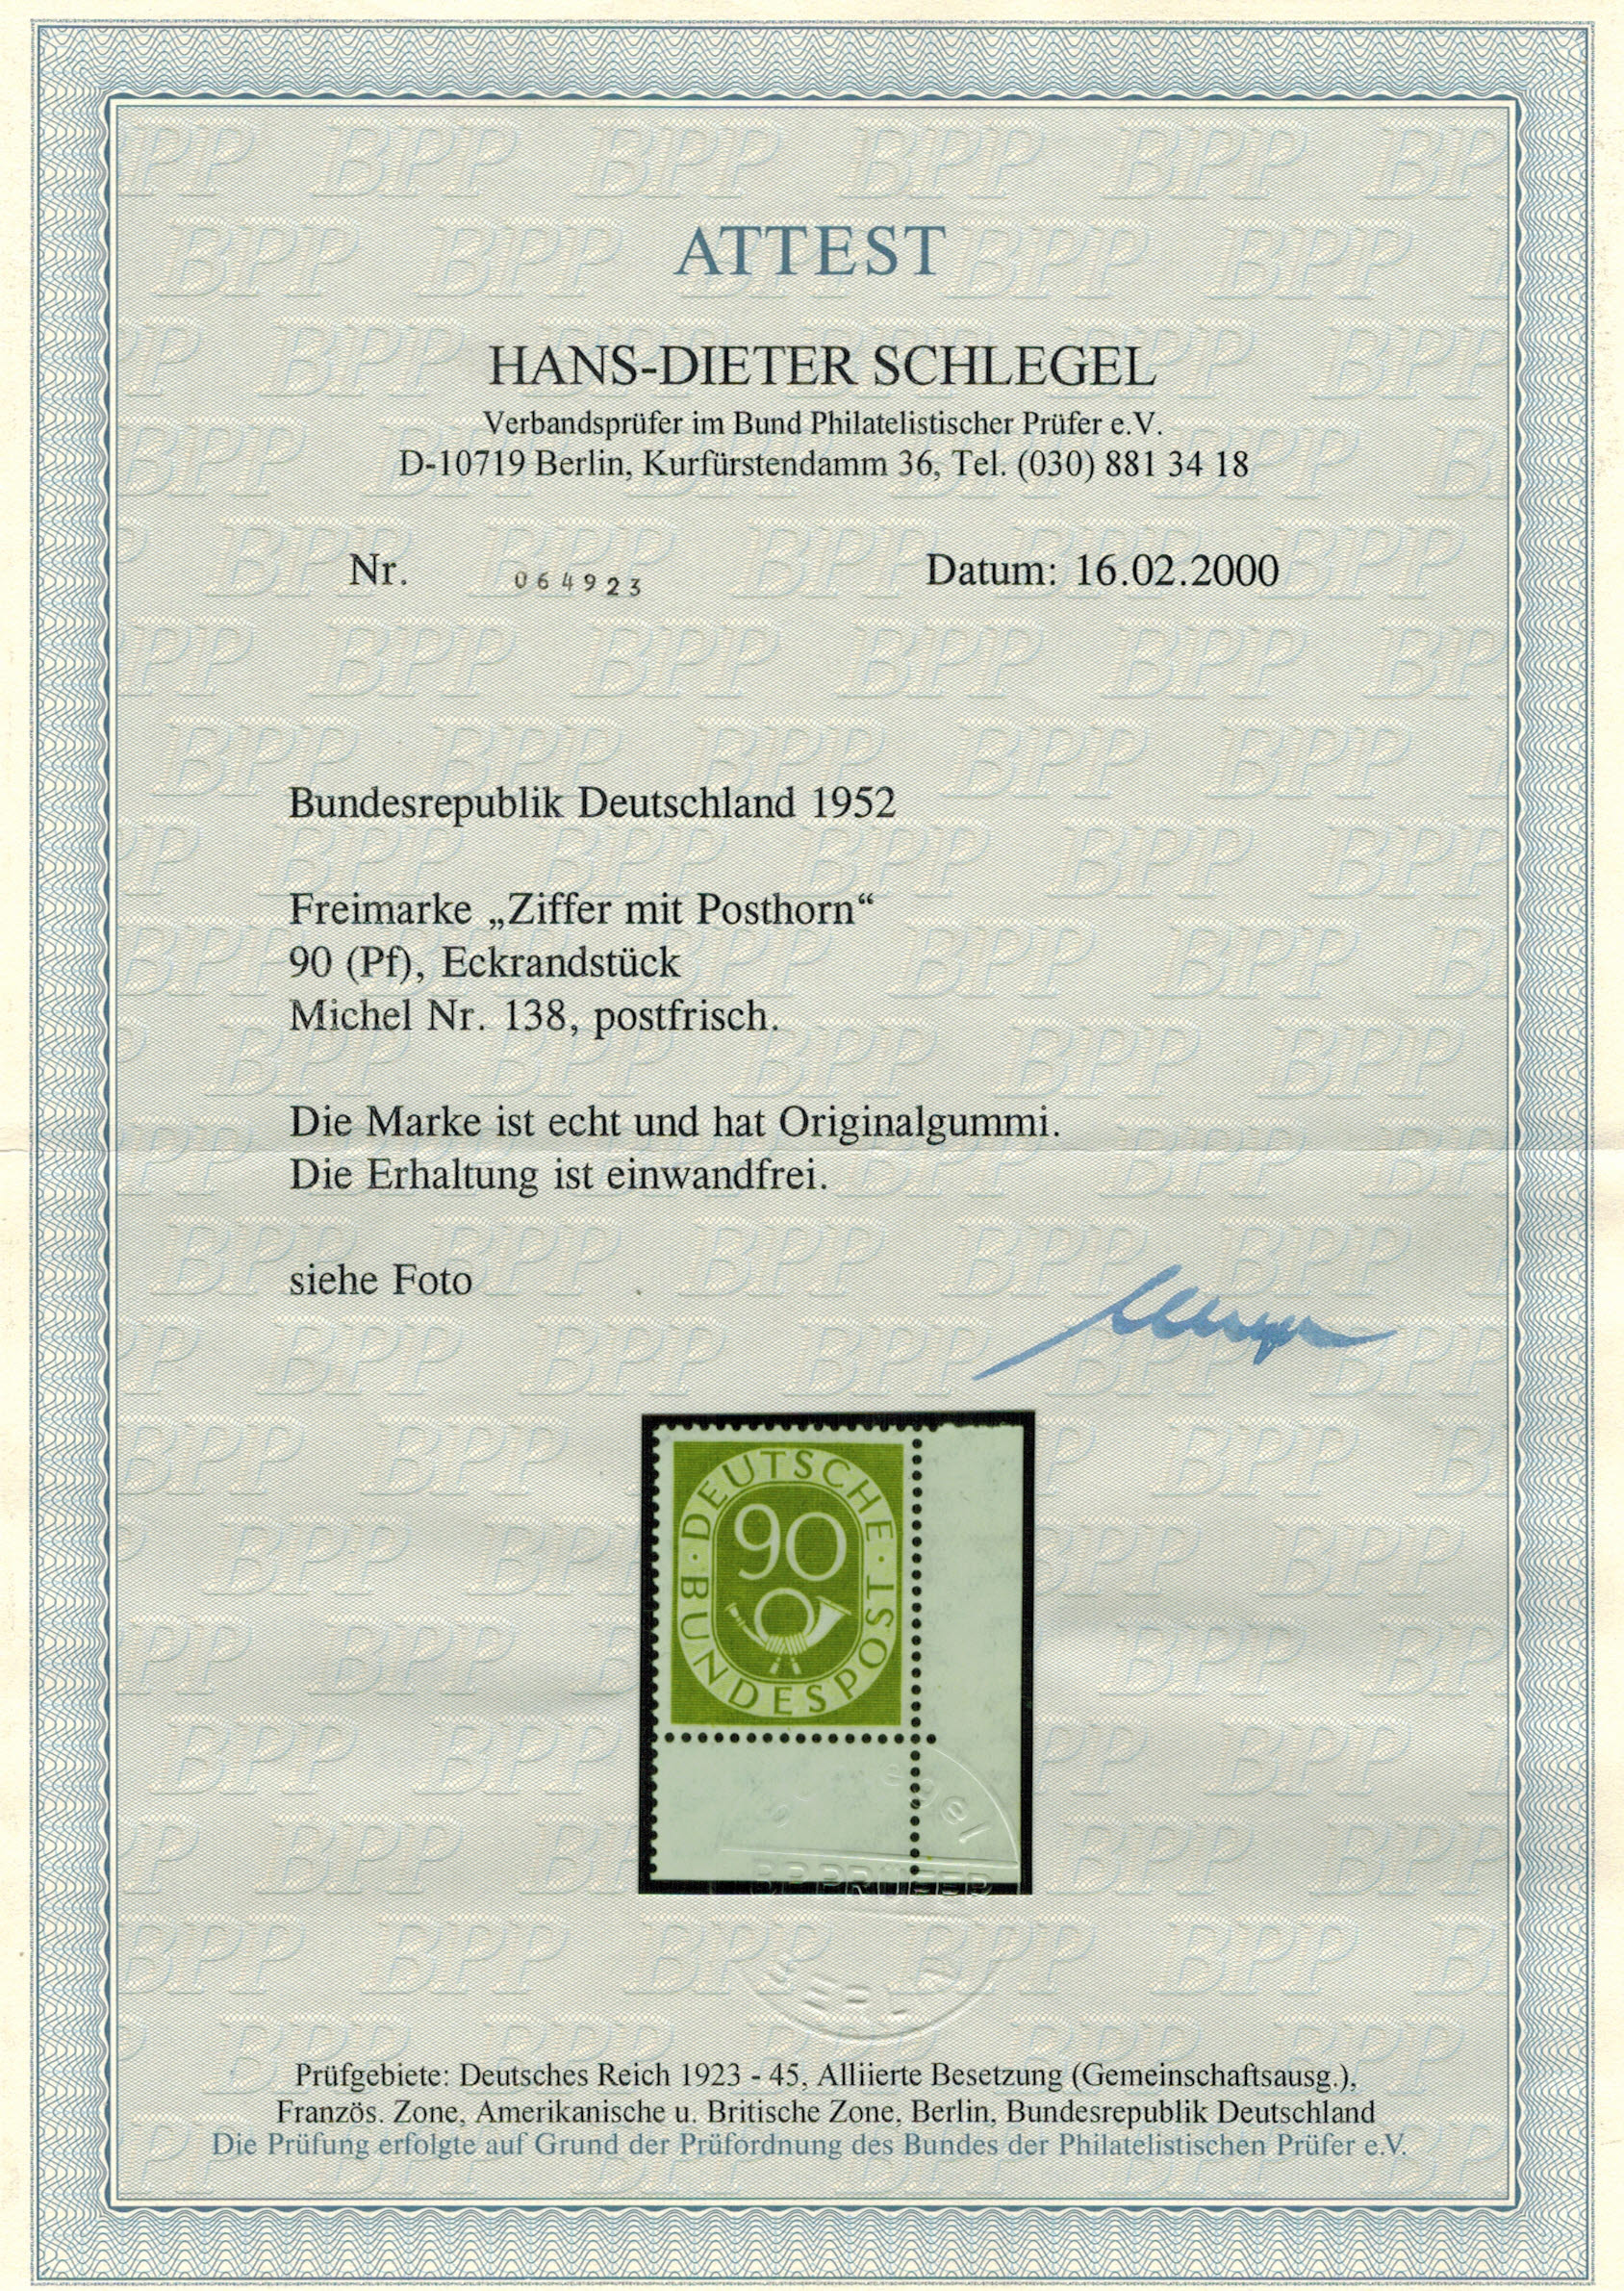 ATTEST
HANS-DIETER SCHLEGEL
Verbandsprüfer im Bund Philatelistischer Prüfer e.V.
D-10719 Berlin, Kurfürstendamm 36, Tel. (030) 881 34 18
Nr. 064923 Datum: 16.02.2000
Bundesrepublik Deutschland 1952
Freimarke „Ziffer mit Posthorn“
90 (Pf), Eckrandstück
Michel Nr. 138, postfrisch.
Die Marke ist echt und hat Originalgummi.
Die Erhaltung ist einwandfrei.
siehe Foto
DEUTSCHE · BUNDESPOST ·
90
BPPRÜFER
Prüfgebiete: Deutsches Reich 1923 - 45, Alliierte Besetzung (Gemeinschaftsausg.),
Französ. Zone, Amerikanische u. Britische Zone, Berlin, Bundesrepublik Deutschland
Die Prüfung erfolgte auf Grund der Prüfordnung des Bundes der Philatelistischen Prüfer e.V.